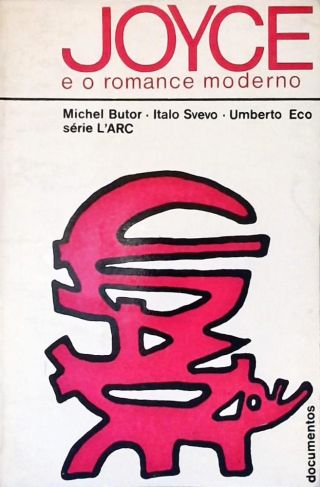 JOYCE
e o romance moderno
Michel Butor · Italo Svevo · Umberto Eco
série L'ARC
documentos